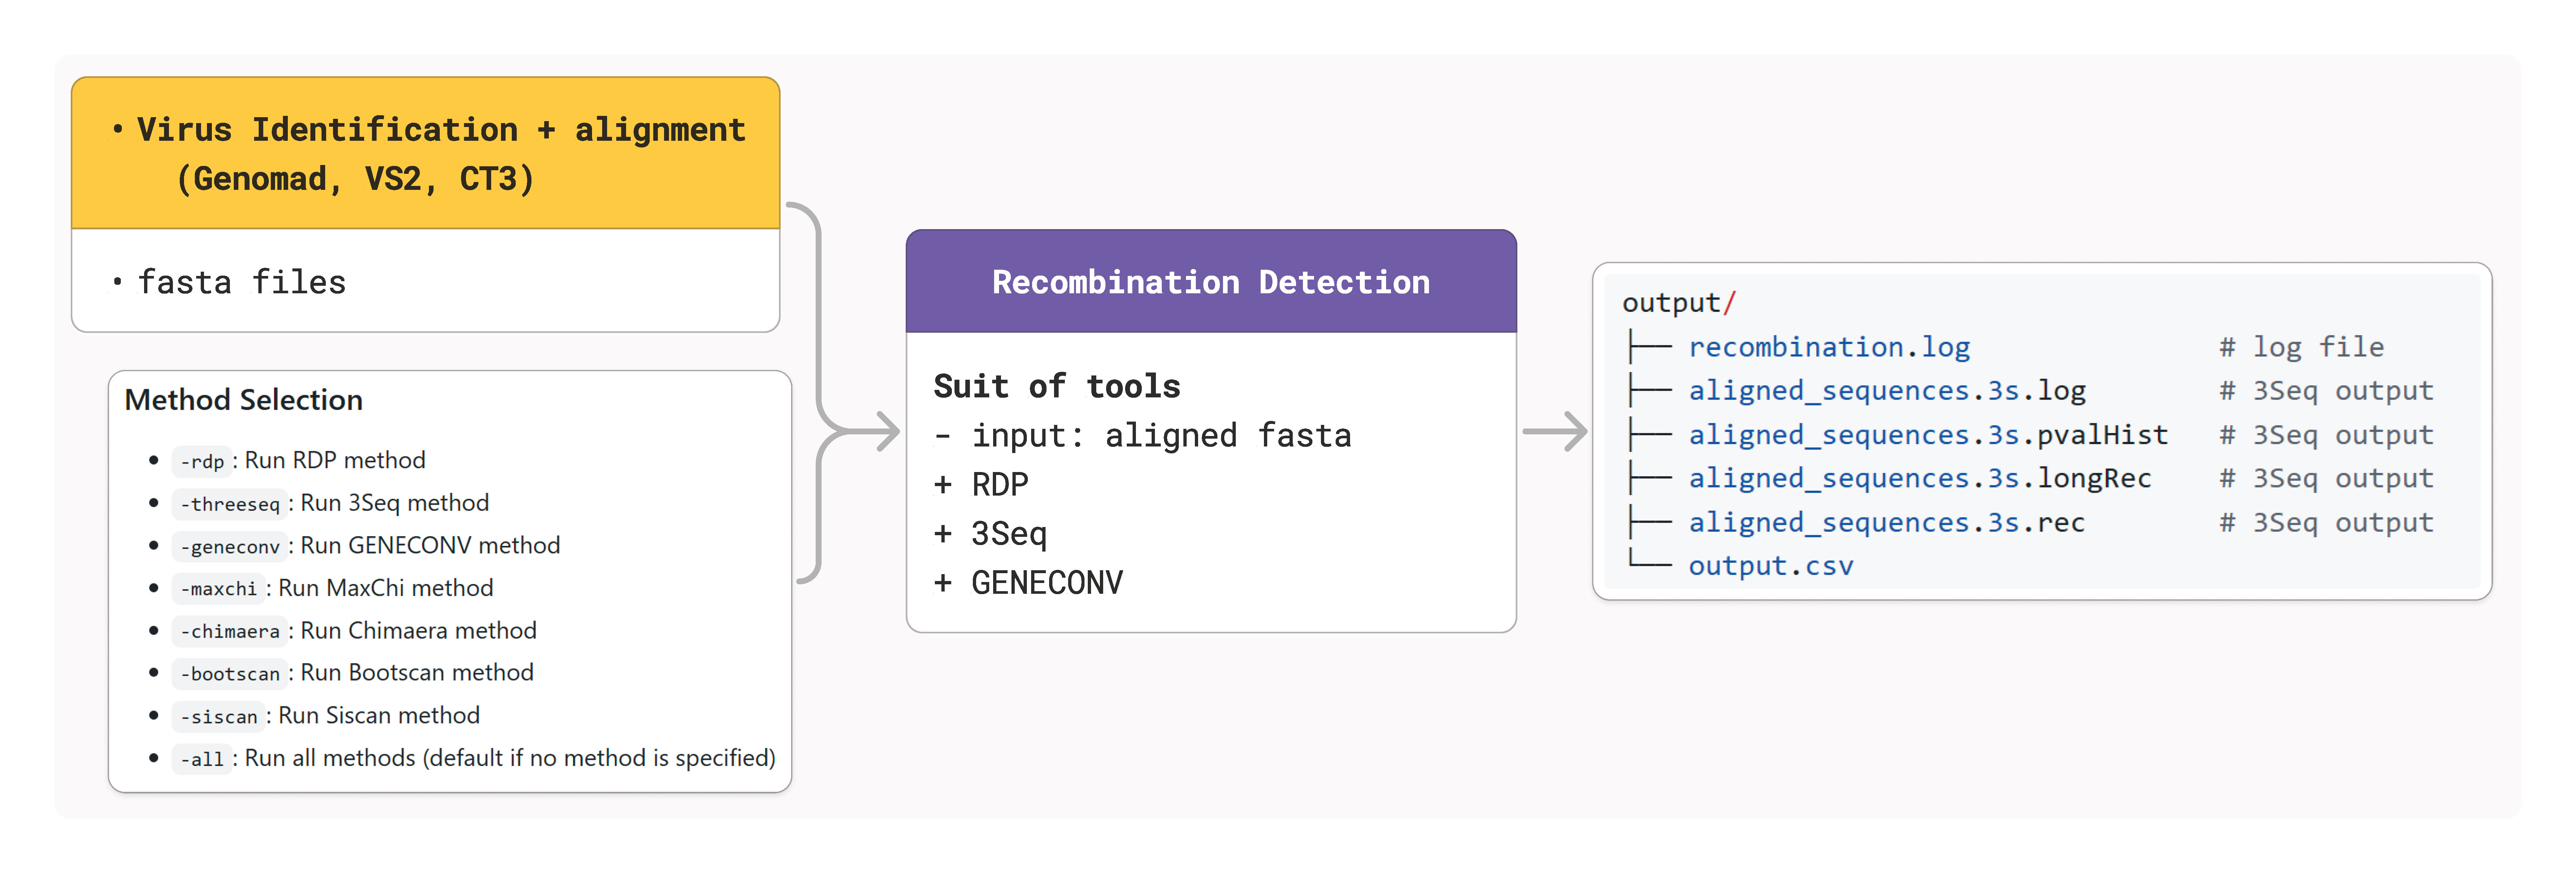 • Virus Identification + alignment
(Genomad, VS2, CT3)
• fasta files
Method Selection
• -rdp: Run RDP method
• -threeseq: Run 3Seq method
• -geneconv: Run GENECONV method
• -maxchi: Run MaxChi method
• -chimaera: Run Chimaera method
• -bootscan: Run Bootscan method
• -siscan: Run Siscan method
• -all: Run all methods (default if no method is specified)
Recombination Detection
Suit of tools
- input: aligned fasta
+ RDP
+ 3Seq
+ GENECONV
output/
├── recombination.log # log file
├── aligned_sequences.3s.log # 3Seq output
├── aligned_sequences.3s.pvalHist # 3Seq output
├── aligned_sequences.3s.longRec # 3Seq output
├── aligned_sequences.3s.rec # 3Seq output
└── output.csv